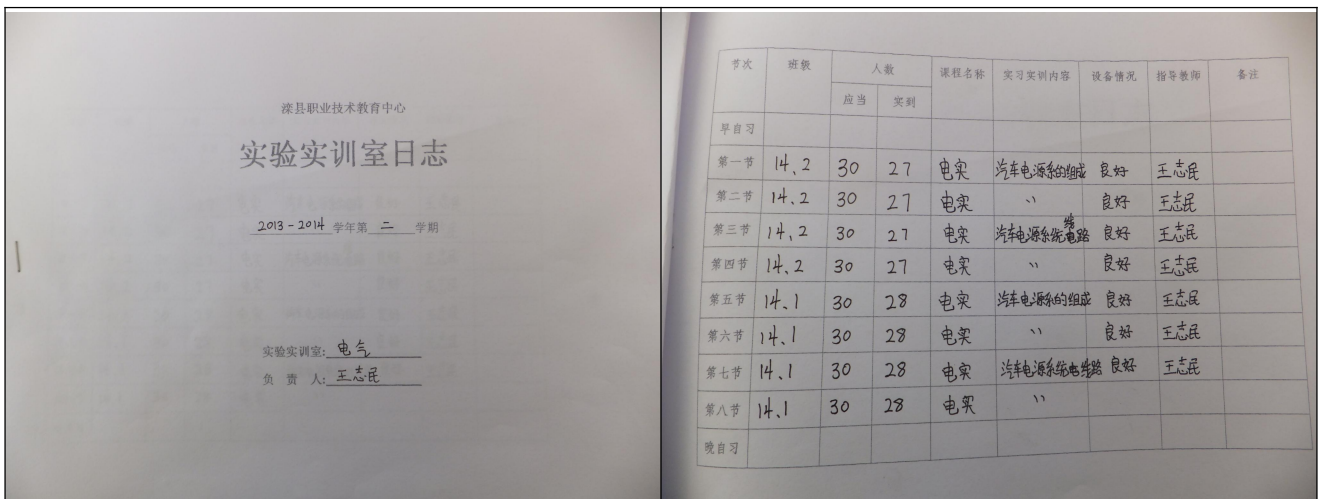 滦县职业技术教育中心
实验实训室日志
2013-2014 学年第 二 学期
实验实训室: 电气
负 责 人: 王志民
节次 班级 人数 课程名称 实习实训内容 设备情况 指导教师 备注
应当 实到
早自习
第一节 14、2 30 27 电实 汽车电源系的组成 良好 王志民
第二节 14、2 30 27 电实 〃 良好 王志民
第三节 14、2 30 27 电实 汽车电源系统电路 良好 王志民
第四节 14、2 30 27 电实 〃 良好 王志民
第五节 14、1 30 28 电实 汽车电源系的组成 良好 王志民
第六节 14、1 30 28 电实 〃 良好 王志民
第七节 14、1 30 28 电实 汽车电源系统电线路 良好 王志民
第八节 14、1 30 28 电实 〃
晚自习